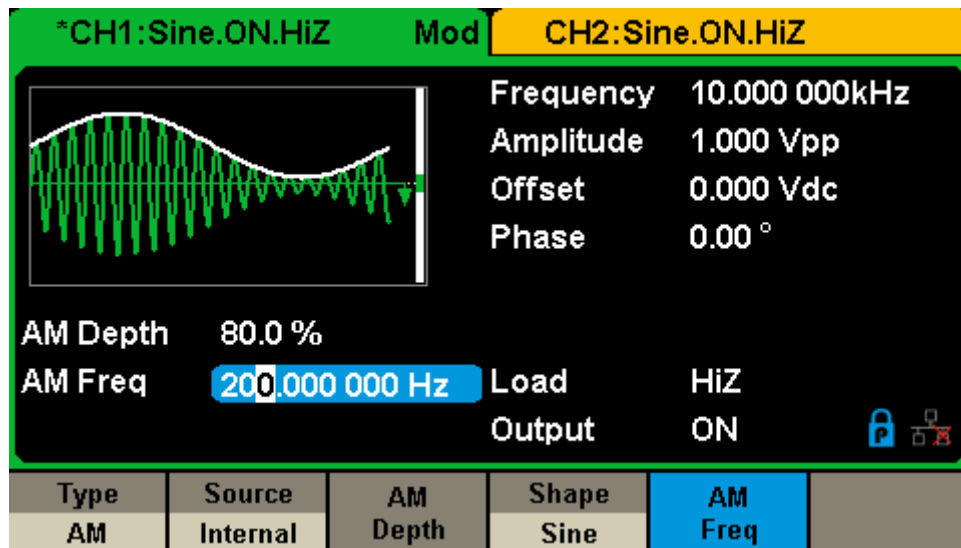 *CH1:Sine.ON.HiZ Mod CH2:Sine.ON.HiZ
Frequency 10.000 000kHz
Amplitude 1.000 Vpp
Offset 0.000 Vdc
Phase 0.00 °
AM Depth 80.0 %
AM Freq 200.000 000 Hz Load HiZ
Output ON P
Type Source AM Shape AM
AM Internal Depth Sine Freq